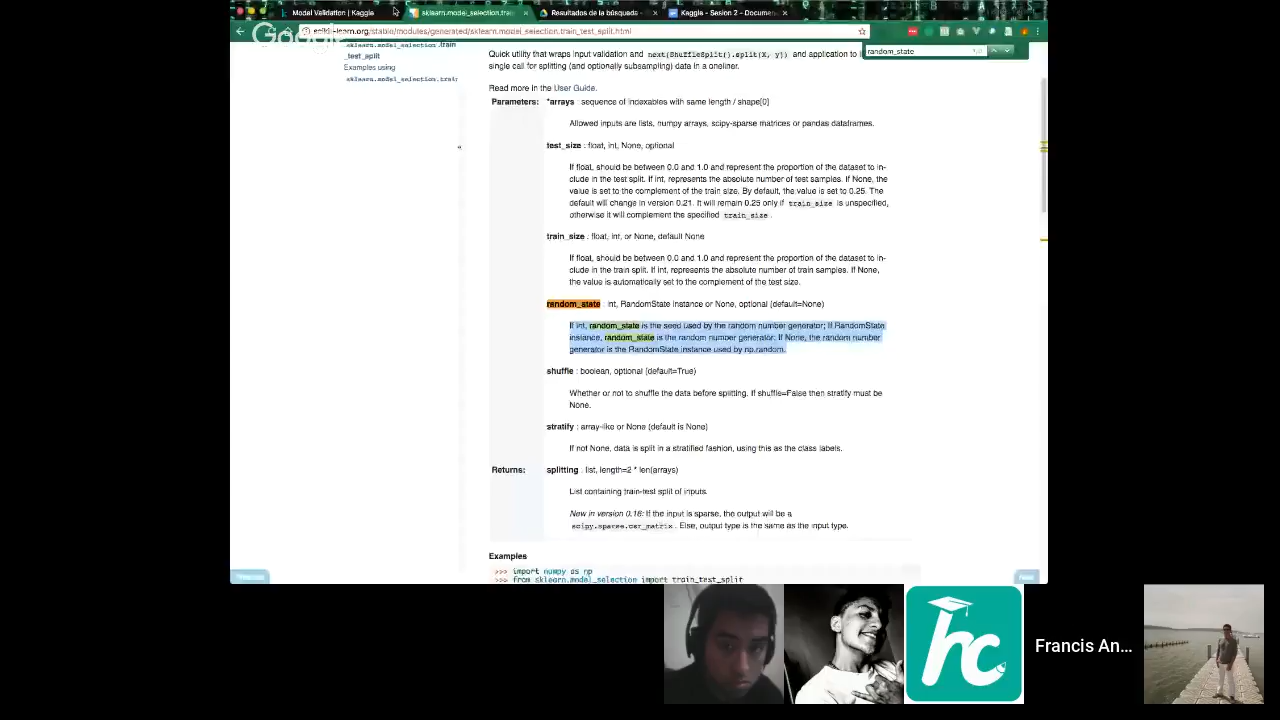 Model Validation | Kaggle
sklearn.model_selection.train
Resultados de la búsqueda -
Kaggle - Sesion 2 - Documen
scikit-learn.org/stable/modules/generated/sklearn.model_selection.train_test_split.html
Google
random_state
sklearn.model_selection.train
_test_split
Examples using
sklearn.model_selection.trai
Quick utility that wraps input validation and next(ShuffleSplit().split(X, y)) and application to
single call for splitting (and optionally subsampling) data in a oneliner.
Read more in the User Guide.
Parameters: *arrays : sequence of indexables with same length / shape[0]
Allowed inputs are lists, numpy arrays, scipy-sparse matrices or pandas dataframes.
test_size : float, int, None, optional
If float, should be between 0.0 and 1.0 and represent the proportion of the dataset to in-
clude in the test split. If int, represents the absolute number of test samples. If None, the
value is set to the complement of the train size. By default, the value is set to 0.25. The
default will change in version 0.21. It will remain 0.25 only if train_size is unspecified,
otherwise it will complement the specified train_size.
train_size : float, int, or None, default None
If float, should be between 0.0 and 1.0 and represent the proportion of the dataset to in-
clude in the train split. If int, represents the absolute number of train samples. If None,
the value is automatically set to the complement of the test size.
random_state : int, RandomState instance or None, optional (default=None)
If int, random_state is the seed used by the random number generator; If RandomState
instance, random_state is the random number generator; If None, the random number
generator is the RandomState instance used by np.random.
shuffle : boolean, optional (default=True)
Whether or not to shuffle the data before splitting. If shuffle=False then stratify must be
None.
stratify : array-like or None (default is None)
If not None, data is split in a stratified fashion, using this as the class labels.
Returns: splitting : list, length=2 * len(arrays)
List containing train-test split of inputs.
New in version 0.16: If the input is sparse, the output will be a
scipy.sparse.csr_matrix. Else, output type is the same as the input type.
Examples
>>> import numpy as np
>>> from sklearn.model_selection import train_test_split
Previous
Next
hc
Francis An...